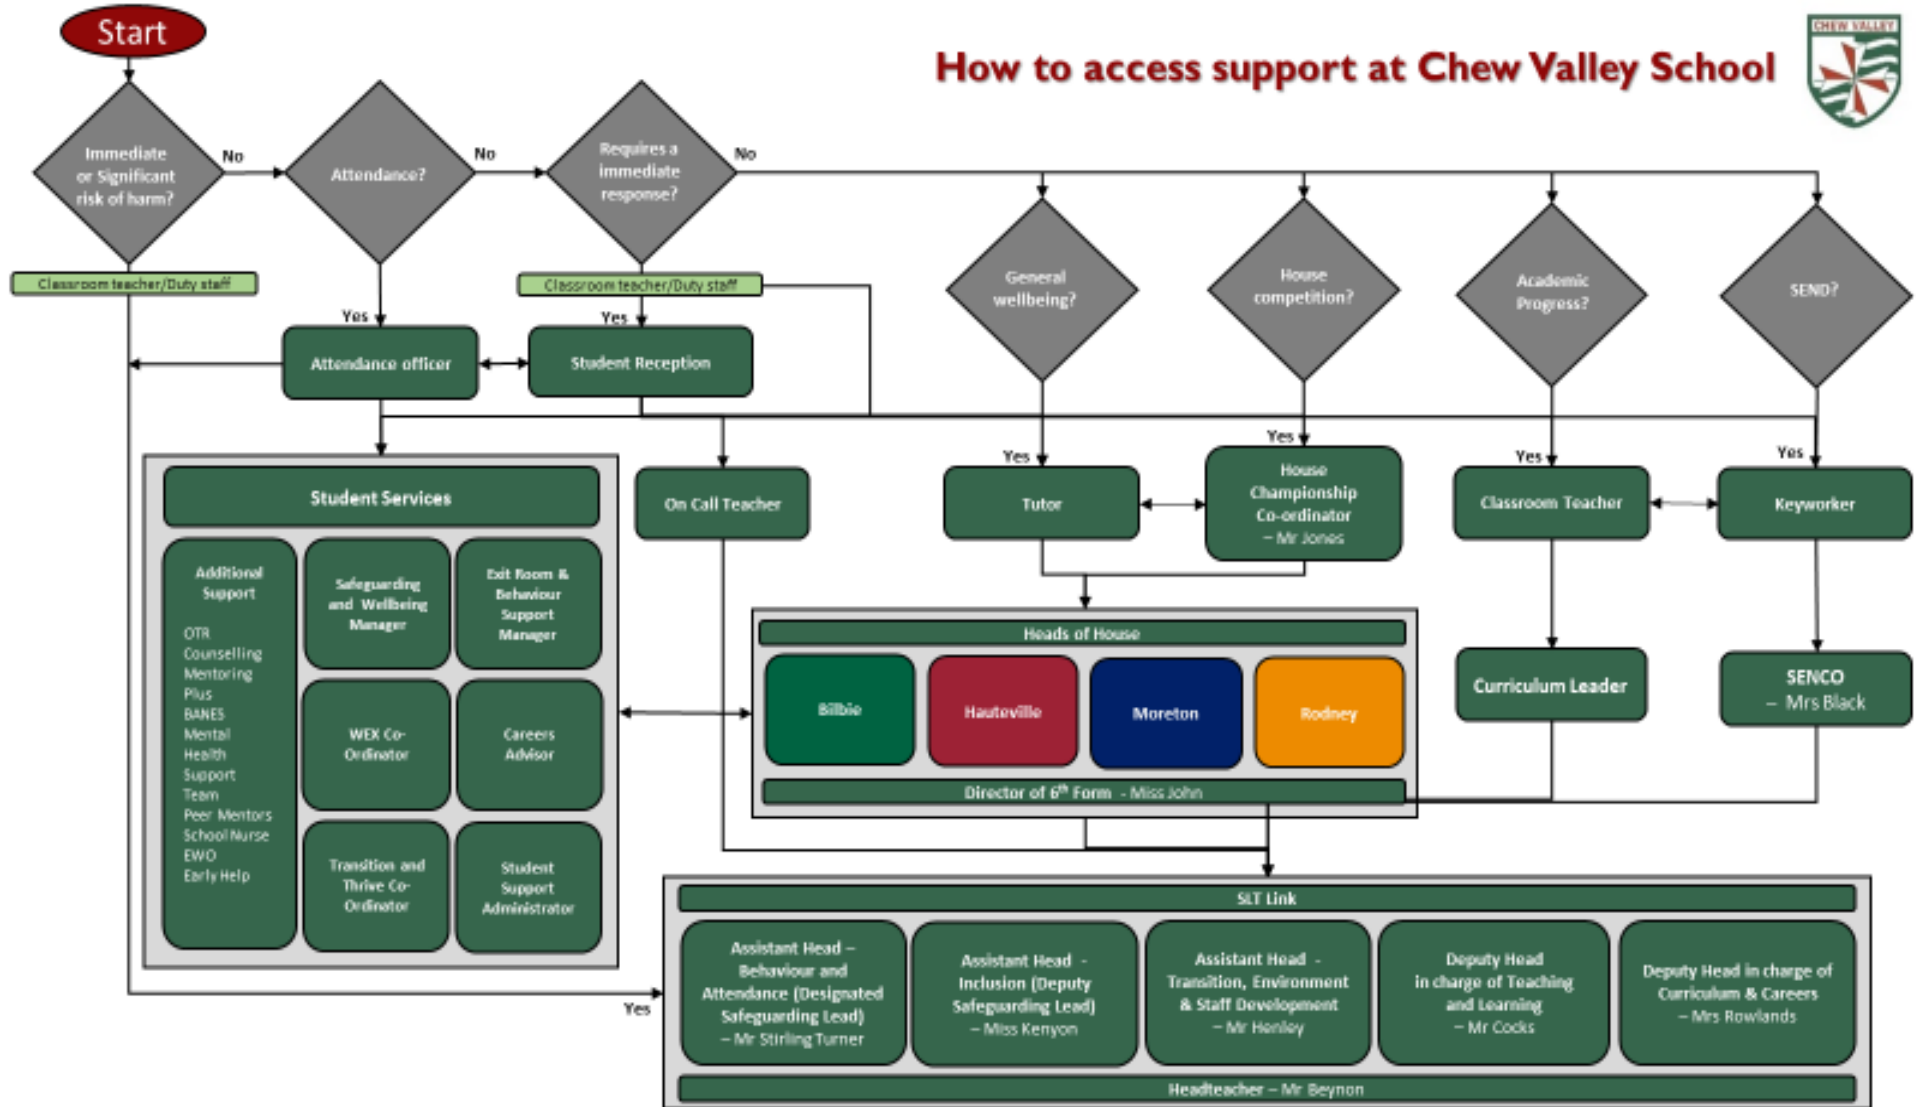 Start
How to access support at Chew Valley School
CHEW VALLEY
Immediate
or Significant
risk of harm?
No
Attendance?
No
Requires a
immediate
response?
No
General
wellbeing?
House
competition?
Academic
Progress?
SEND?
Classroom teacher/Duty staff
Classroom teacher/Duty staff
Yes
Yes
Attendance officer
Student Reception
Yes
Yes
Yes
Yes
Student Services
On Call Teacher
Tutor
House
Championship
Co-ordinator
– Mr Jones
Classroom Teacher
Keyworker
Additional
Support
OTR
Counselling
Mentoring
Plus
BANES
Mental
Health
Support
Team
Peer Mentors
School Nurse
EWO
Early Help
Safeguarding
and Wellbeing
Manager
Exit Room &
Behaviour
Support
Manager
WEX Co-
Ordinator
Careers
Advisor
Transition and
Thrive Co-
Ordinator
Student
Support
Administrator
Heads of House
Bilbie
Hauteville
Moreton
Rodney
Director of 6th Form - Miss John
Curriculum Leader
SENCO
– Mrs Black
Yes
SLT Link
Assistant Head –
Behaviour and
Attendance (Designated
Safeguarding Lead)
– Mr Stirling Turner
Assistant Head -
Inclusion (Deputy
Safeguarding Lead)
– Miss Kenyon
Assistant Head -
Transition, Environment
& Staff Development
– Mr Henley
Deputy Head
in charge of Teaching
and Learning
– Mr Cocks
Deputy Head in charge of
Curriculum & Careers
– Mrs Rowlands
Headteacher – Mr Beynon